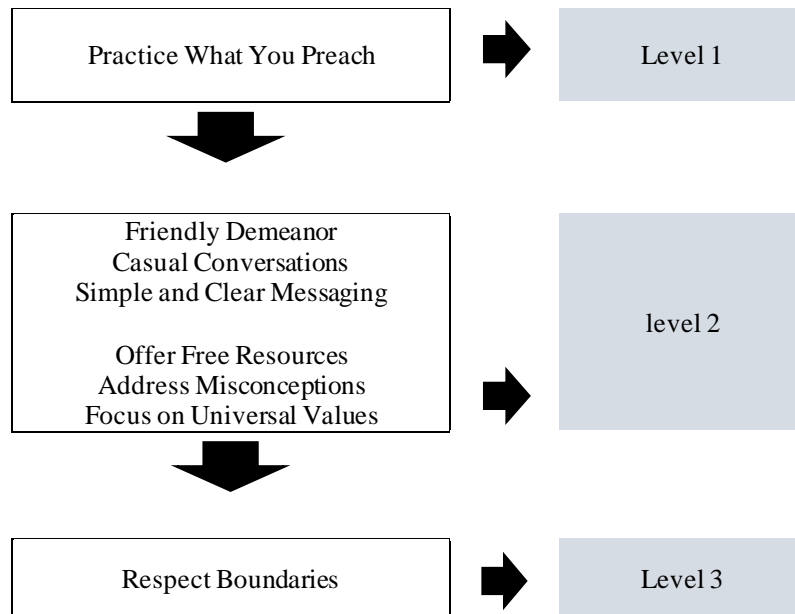 Practice What You Preach
Level 1
Friendly Demeanor
Casual Conversations
Simple and Clear Messaging
Offer Free Resources
Address Misconceptions
Focus on Universal Values
level 2
Respect Boundaries
Level 3